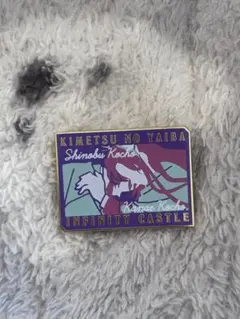 KIMETSU NO YAIBA
Shinobu Kocho
Kanae Kocho
INFINITY CASTLE